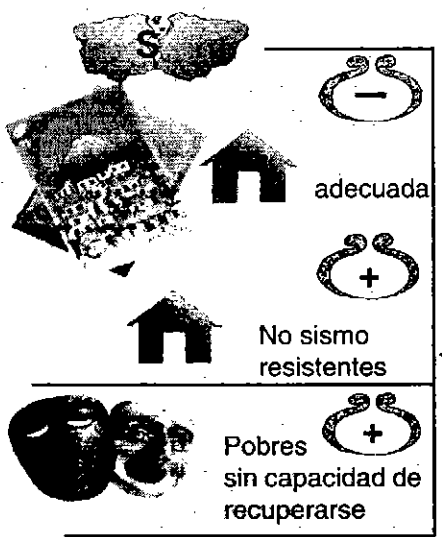 $
−
adecuada
+
No sismo
resistentes
+
Pobres
sin capacidad de
recuperarse